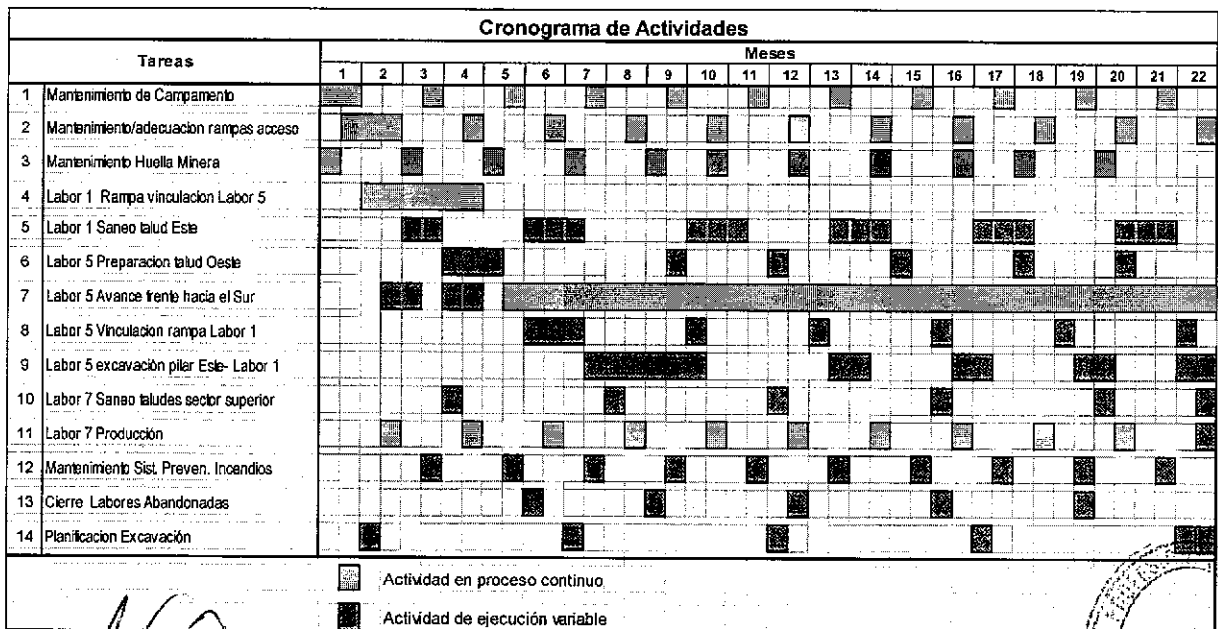 Cronograma de Actividades
Tareas
Meses
1 2 3 4 5 6 7 8 9 10 11 12 13 14 15 16 17 18 19 20 21 22
1 Mantenimiento de Campamento
2 Mantenimiento/adecuacion rampas acceso
3 Mantenimiento Huella Minera
4 Labor 1 Rampa vinculacion Labor 5
5 Labor 1 Saneo talud Este
6 Labor 5 Preparacion talud Oeste
7 Labor 5 Avance frente hacia el Sur
8 Labor 5 Vinculacion rampa Labor 1
9 Labor 5 excavación pilar Este- Labor 1
10 Labor 7 Saneo taludes sector superior
11 Labor 7 Producción
12 Mantenimiento Sist. Preven. Incendios
13 Cierre Labores Abandonadas
14 Planificacion Excavación
Actividad en proceso continuo
Actividad de ejecución variable